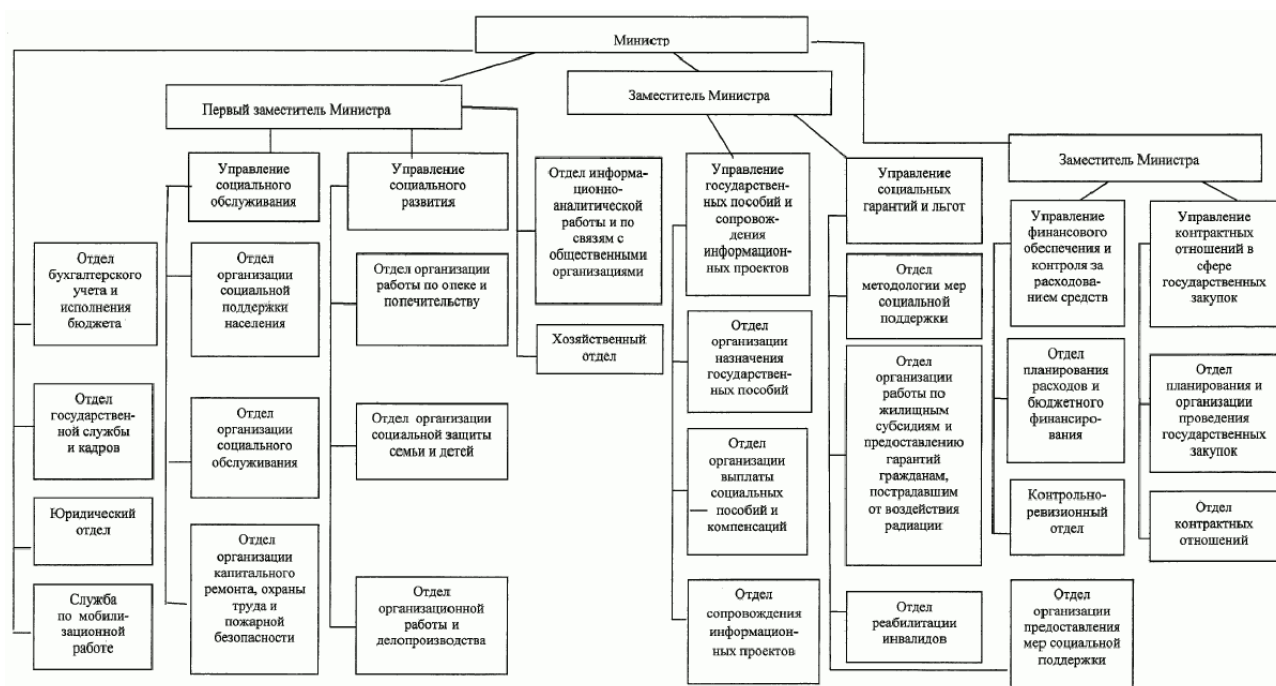 Министр
Первый заместитель Министра
Заместитель Министра
Заместитель Министра
Управление
социального
обслуживания
Управление
социального
развития
Отдел информа-
ционно-
аналитической
работы и по
связям с
общественными
организациями
Управление
государствен-
ных пособий и
сопровож-
дения
информацион-
ных проектов
Управление
социальных
гарантий и льгот
Управление
финансового
обеспечения и
контроля за
расходованием
средств
Управление
контрактных
отношений в
сфере
государственных
закупок
Отдел
бухгалтерского
учета и
исполнения
бюджета
Отдел
организации
социальной
поддержки
населения
Отдел организации
работы по опеке и
попечительству
Хозяйственный
отдел
Отдел
организации
назначения
государствен-
ных пособий
Отдел
методологии мер
социальной
поддержки
Отдел
планирования
расходов и
бюджетного
финансиро-
вания
Отдел
планирования и
организации
проведения
государственных
закупок
Отдел
государствен-
ной службы
и кадров
Отдел
организации
социального
обслуживания
Отдел организации
социальной защиты
семьи и детей
Отдел
организации
выплаты
социальных
пособий и
компенсаций
Отдел
организации
работы по
жилищным
субсидиям и
предоставлению
гарантий
гражданам,
пострадавшим
от воздействия
радиации
Контрольно-
ревизионный
отдел
Отдел
контрактных
отношений
Юридический
отдел
Служба
по мобили-
зационной
работе
Отдел
организации
капитального
ремонта, охраны
труда и
пожарной
безопасности
Отдел
организационной
работы и
делопроизводства
Отдел
сопровождения
информацион-
ных проектов
Отдел
реабилитации
инвалидов
Отдел
организации
предоставления
мер социальной
поддержки